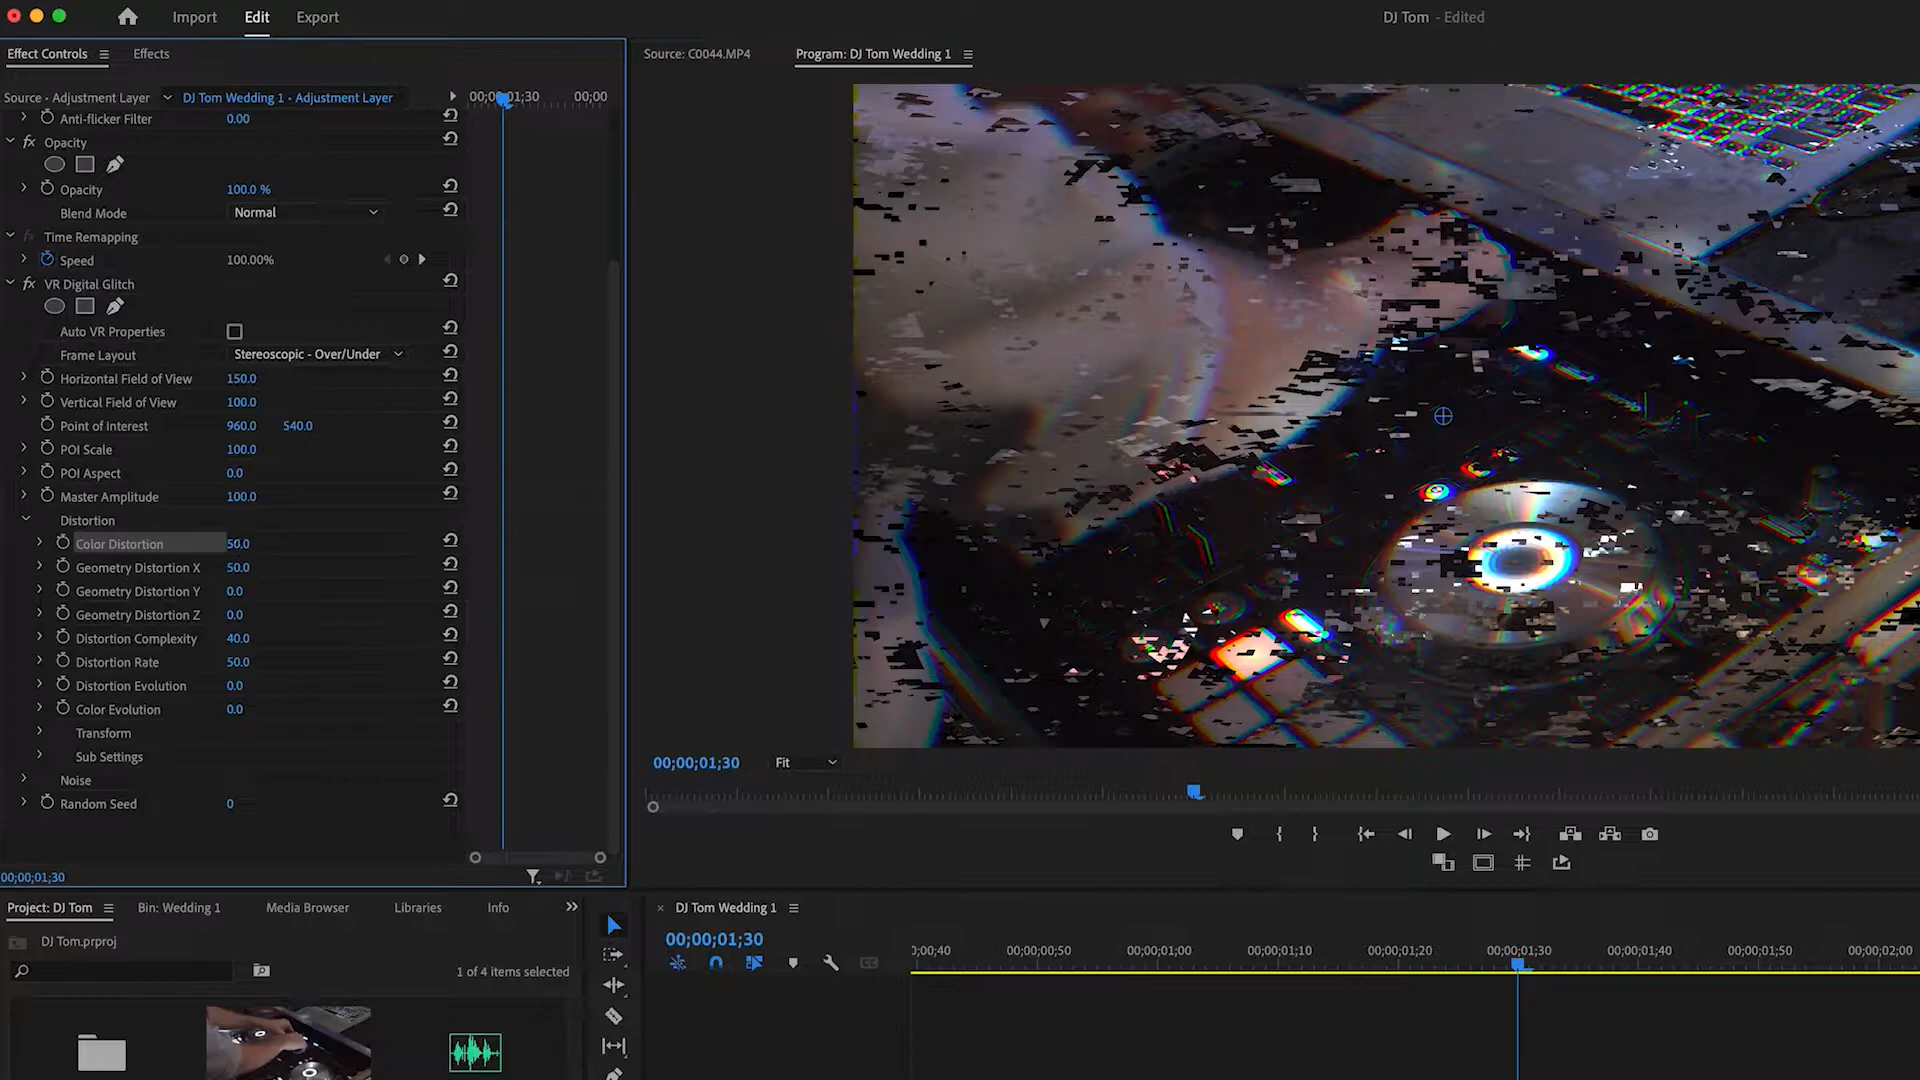 Import Edit Export DJ Tom - Edited
Effect Controls Effects
Source: C0044.MP4 Program: DJ Tom Wedding 1
Source · Adjustment Layer DJ Tom Wedding 1 · Adjustment Layer 00;00;01;30 00;00
Anti-flicker Filter 0.00
fx Opacity
Opacity 100.0 %
Blend Mode Normal
fx Time Remapping
Speed 100.00%
fx VR Digital Glitch
Auto VR Properties
Frame Layout Stereoscopic - Over/Under
Horizontal Field of View 150.0
Vertical Field of View 100.0
Point of Interest 960.0 540.0
POI Scale 100.0
POI Aspect 0.0
Master Amplitude 100.0
Distortion
Color Distortion 50.0
Geometry Distortion X 50.0
Geometry Distortion Y 0.0
Geometry Distortion Z 0.0
Distortion Complexity 40.0
Distortion Rate 50.0
Distortion Evolution 0.0
Color Evolution 0.0
Transform
Sub Settings
Noise
Random Seed 0
00;00;01;30
00;00;01;30 Fit
Project: DJ Tom Bin: Wedding 1 Media Browser Libraries Info
DJ Tom.prproj
1 of 4 items selected
× DJ Tom Wedding 1
00;00;01;30
;00;00;40 00;00;00;50 00;00;01;00 00;00;01;10 00;00;01;20 00;00;01;30 00;00;01;40 00;00;01;50 00;00;02;00
CC